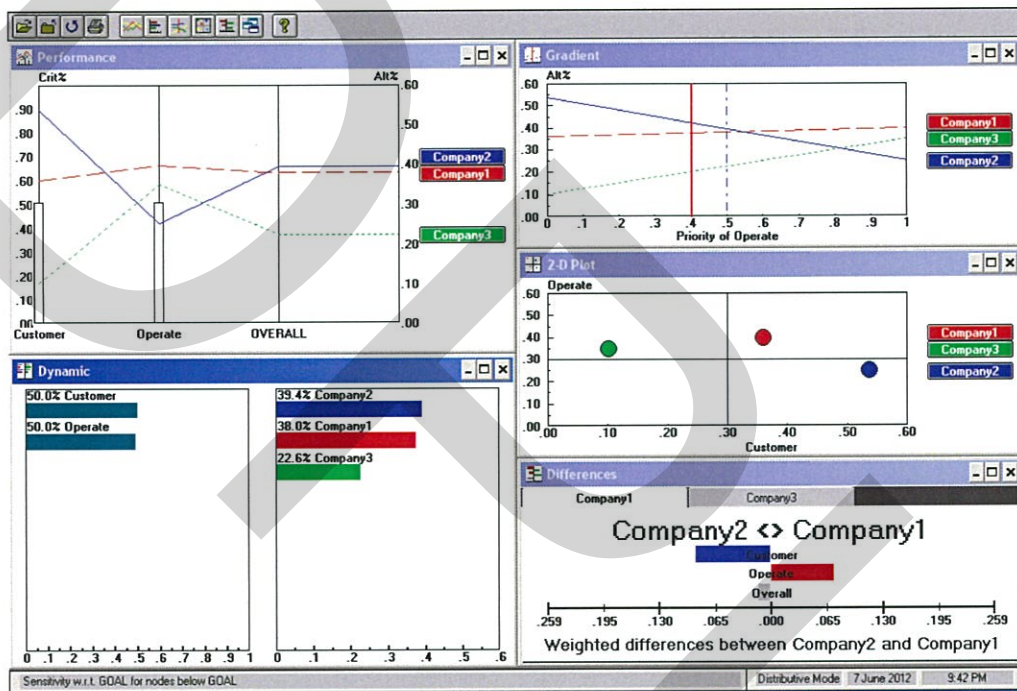 Performance
Crit%
Alt%
.90
.80
.70
.60
.50
.40
.30
.20
.10
.00
.60
.50
.40
.30
.20
.10
.00
Company2
Company1
Company3
Customer Operate OVERALL
Gradient
Alt%
.60
.50
.40
.30
.20
.10
.00
0 .1 .2 .3 .4 .5 .6 .7 .8 .9 1
Priority of Operate
Company1
Company3
Company2
2-D Plot
Operate
.60
.50
.40
.30
.20
.10
.00 .10 .20 .30 .40 .50 .60
Customer
Company1
Company3
Company2
Dynamic
50.0% Customer
50.0% Operate
0 .1 .2 .3 .4 .5 .6 .7 .8 .9 1
39.4% Company2
38.0% Company1
22.6% Company3
0 .1 .2 .3 .4 .5 .6
Differences
Company1 Company3
Company2 <> Company1
Customer
Operate
Overall
.259 .195 .130 .065 .000 .065 .130 .195 .259
Weighted differences between Company2 and Company1
Sensitivity w.r.t. GOAL for nodes below GOAL
Distributive Mode 7 June 2012 9:42 PM